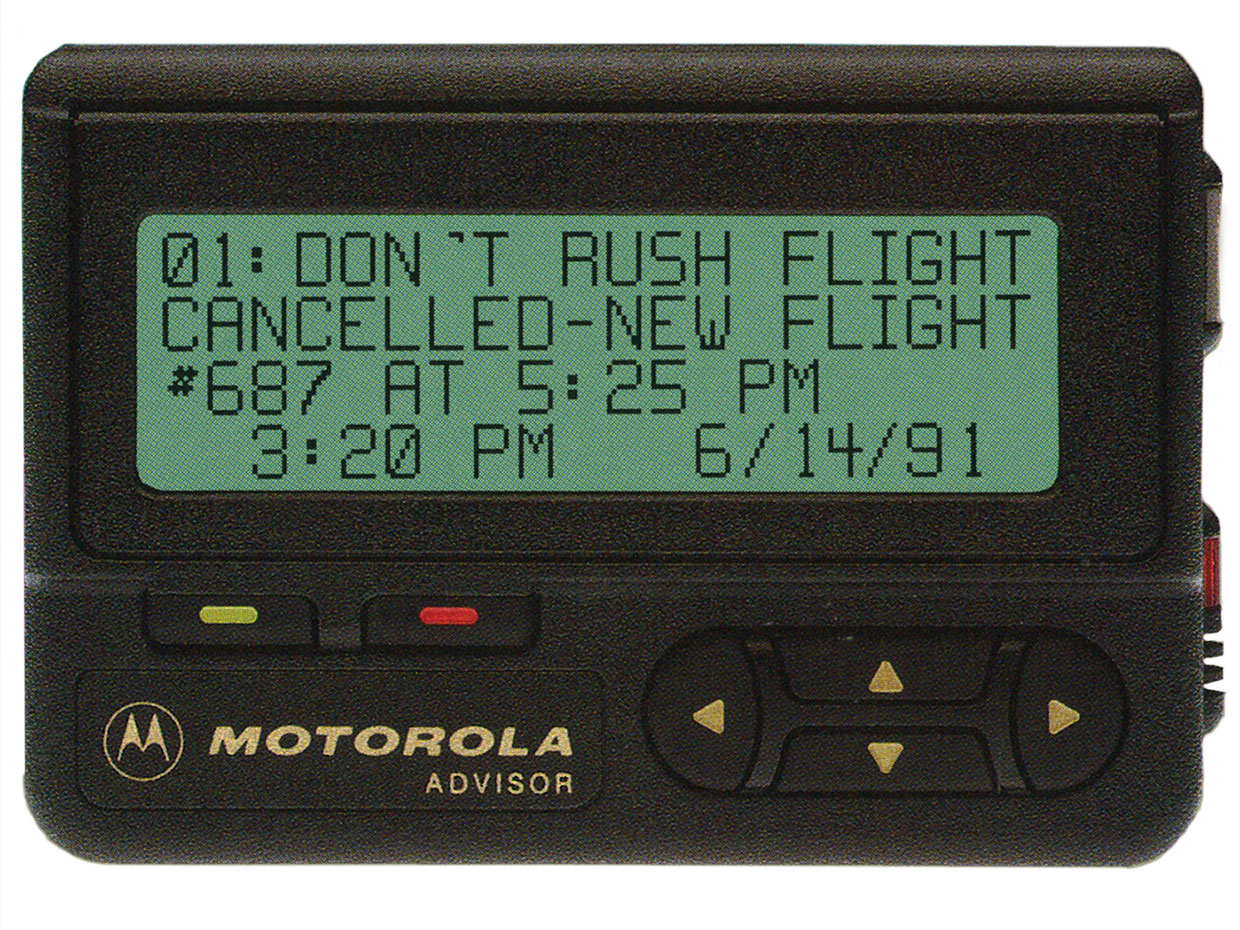 01: DON'T RUSH FLIGHT
CANCELLED-NEW FLIGHT
#687 AT 5:25 PM
3:20 PM 6/14/91
MOTOROLA
ADVISOR